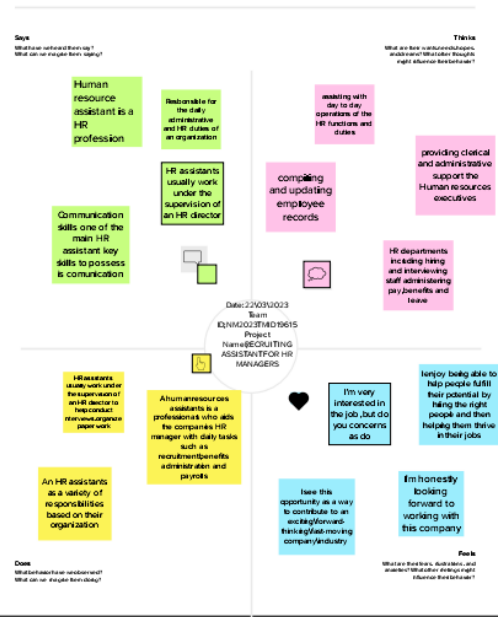 Says
What have we heard them say?
What can we imagine them saying?
Thinks
What are their wants, needs, hopes,
and dreams? What other thoughts
might influence their behavior?
Human
resource
assistant is a
HR
profession
Responsible for
the daily
administrative
and HR duties of
an organization
HR assistants
usually work
under the
supervision of
an HR director
Communication
skills one of the
main HR
assistant key
skills to possess
is comunication
assisting with
day to day
operations of the
HR functions and
duties
providing clerical
and administrative
support the
Human resources
executives
compiling
and updating
employee
records
HR departments
including hiring
and interviewing
staff administering
pay,benefits and
leave
Date:22\03\2023
Team
ID;NM2023TMID19615
Project
Name;RECRUITING
ASSISTANT FOR HR
MANAGERS
HR assistants
usually work under
the supervision of
an HR director to
help conduct
interviews,organize
paper work
A human resources
assistants is a
professionals who aids
the companies HR
manager with daily tasks
such as
recruitment\benefits
administration and
payrolls
An HR assistants
as a variety of
responsibilities
based on their
organization
I'm very
interested in
the job,but do
you concerns
as do
I enjoy being able to
help people fulfill
their potential by
hiring the right
people and then
helping them thrive
in their jobs
I see this
opportunity as a way
to contribute to an
exciting\forward-
thinking\fast-moving
company\industry
I'm honestly
looking
forward to
working with
this company
Does
What behavior have we observed?
What can we imagine them doing?
Feels
What are their fears, frustrations, and
anxieties? What other feelings might
influence their behavior?